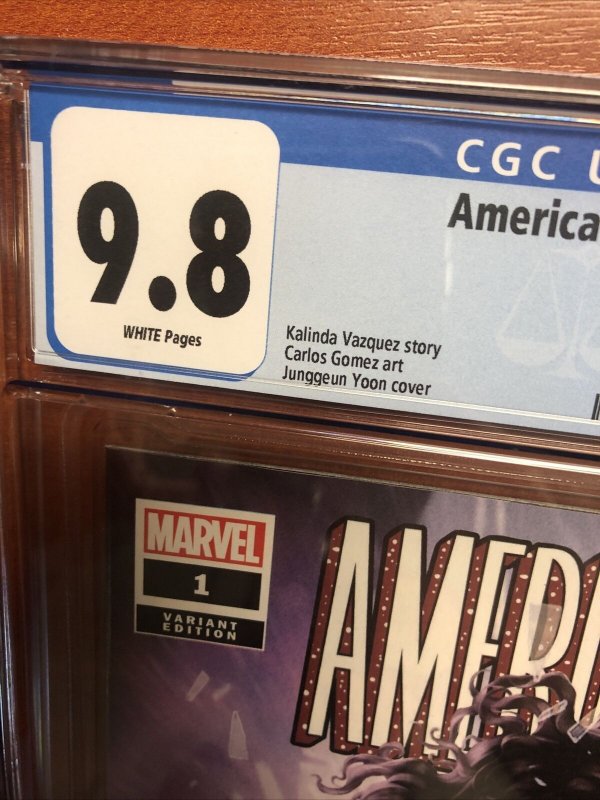 CGC
9.8
WHITE Pages
America
Kalinda Vazquez story
Carlos Gomez art
Junggeun Yoon cover
MARVEL
1
VARIANT
EDITION
AMERI